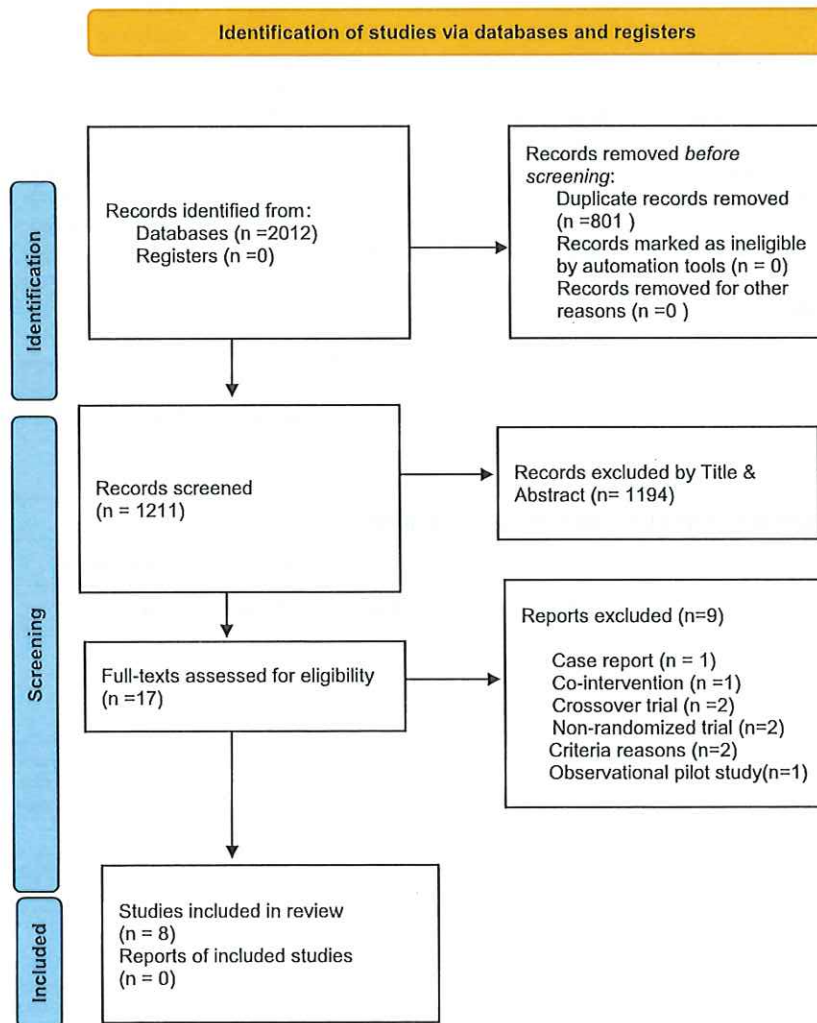 Identification of studies via databases and registers
Identification
Records identified from:
Databases (n =2012)
Registers (n =0)
Records removed before
screening:
Duplicate records removed
(n =801 )
Records marked as ineligible
by automation tools (n = 0)
Records removed for other
reasons (n =0 )
Screening
Records screened
(n = 1211)
Records excluded by Title &
Abstract (n= 1194)
Full-texts assessed for eligibility
(n =17)
Reports excluded (n=9)
Case report (n = 1)
Co-intervention (n =1)
Crossover trial (n =2)
Non-randomized trial (n=2)
Criteria reasons (n=2)
Observational pilot study(n=1)
Included
Studies included in review
(n = 8)
Reports of included studies
(n = 0)